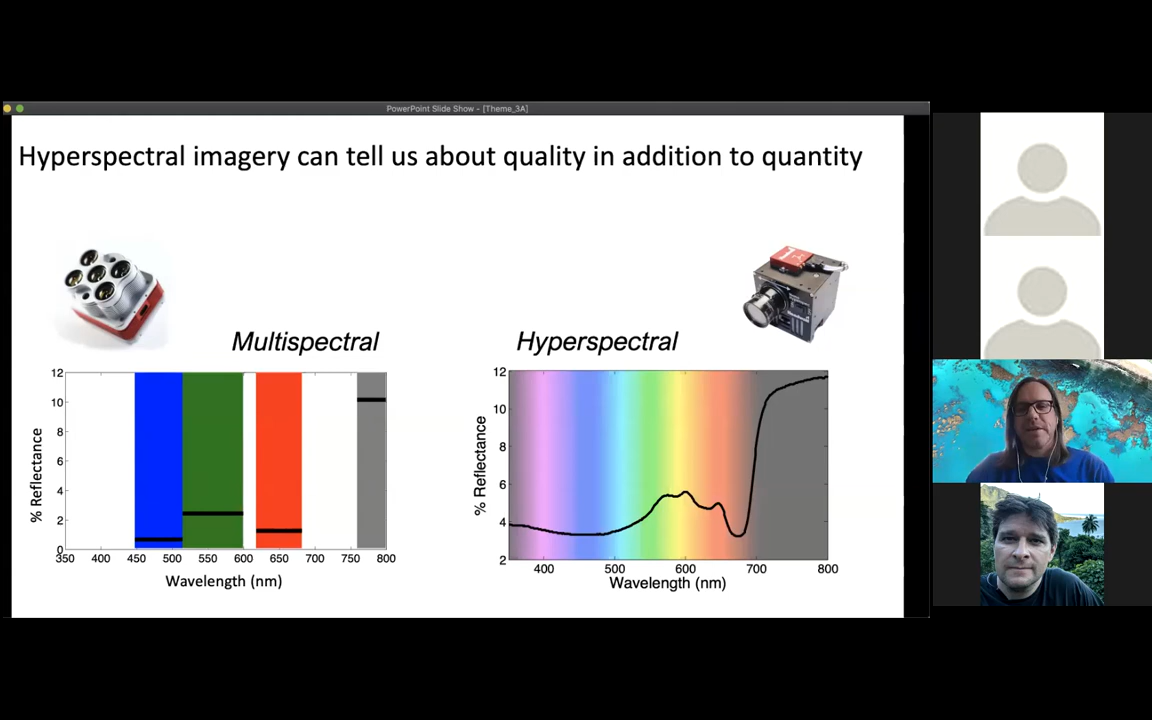 PowerPoint Slide Show - [Theme_3A]
Hyperspectral imagery can tell us about quality in addition to quantity
Multispectral
12
10
8
6
4
2
0
% Reflectance
350 400 450 500 550 600 650 700 750 800
Wavelength (nm)
Hyperspectral
12
10
8
6
4
2
% Reflectance
400 500 600 700 800
Wavelength (nm)